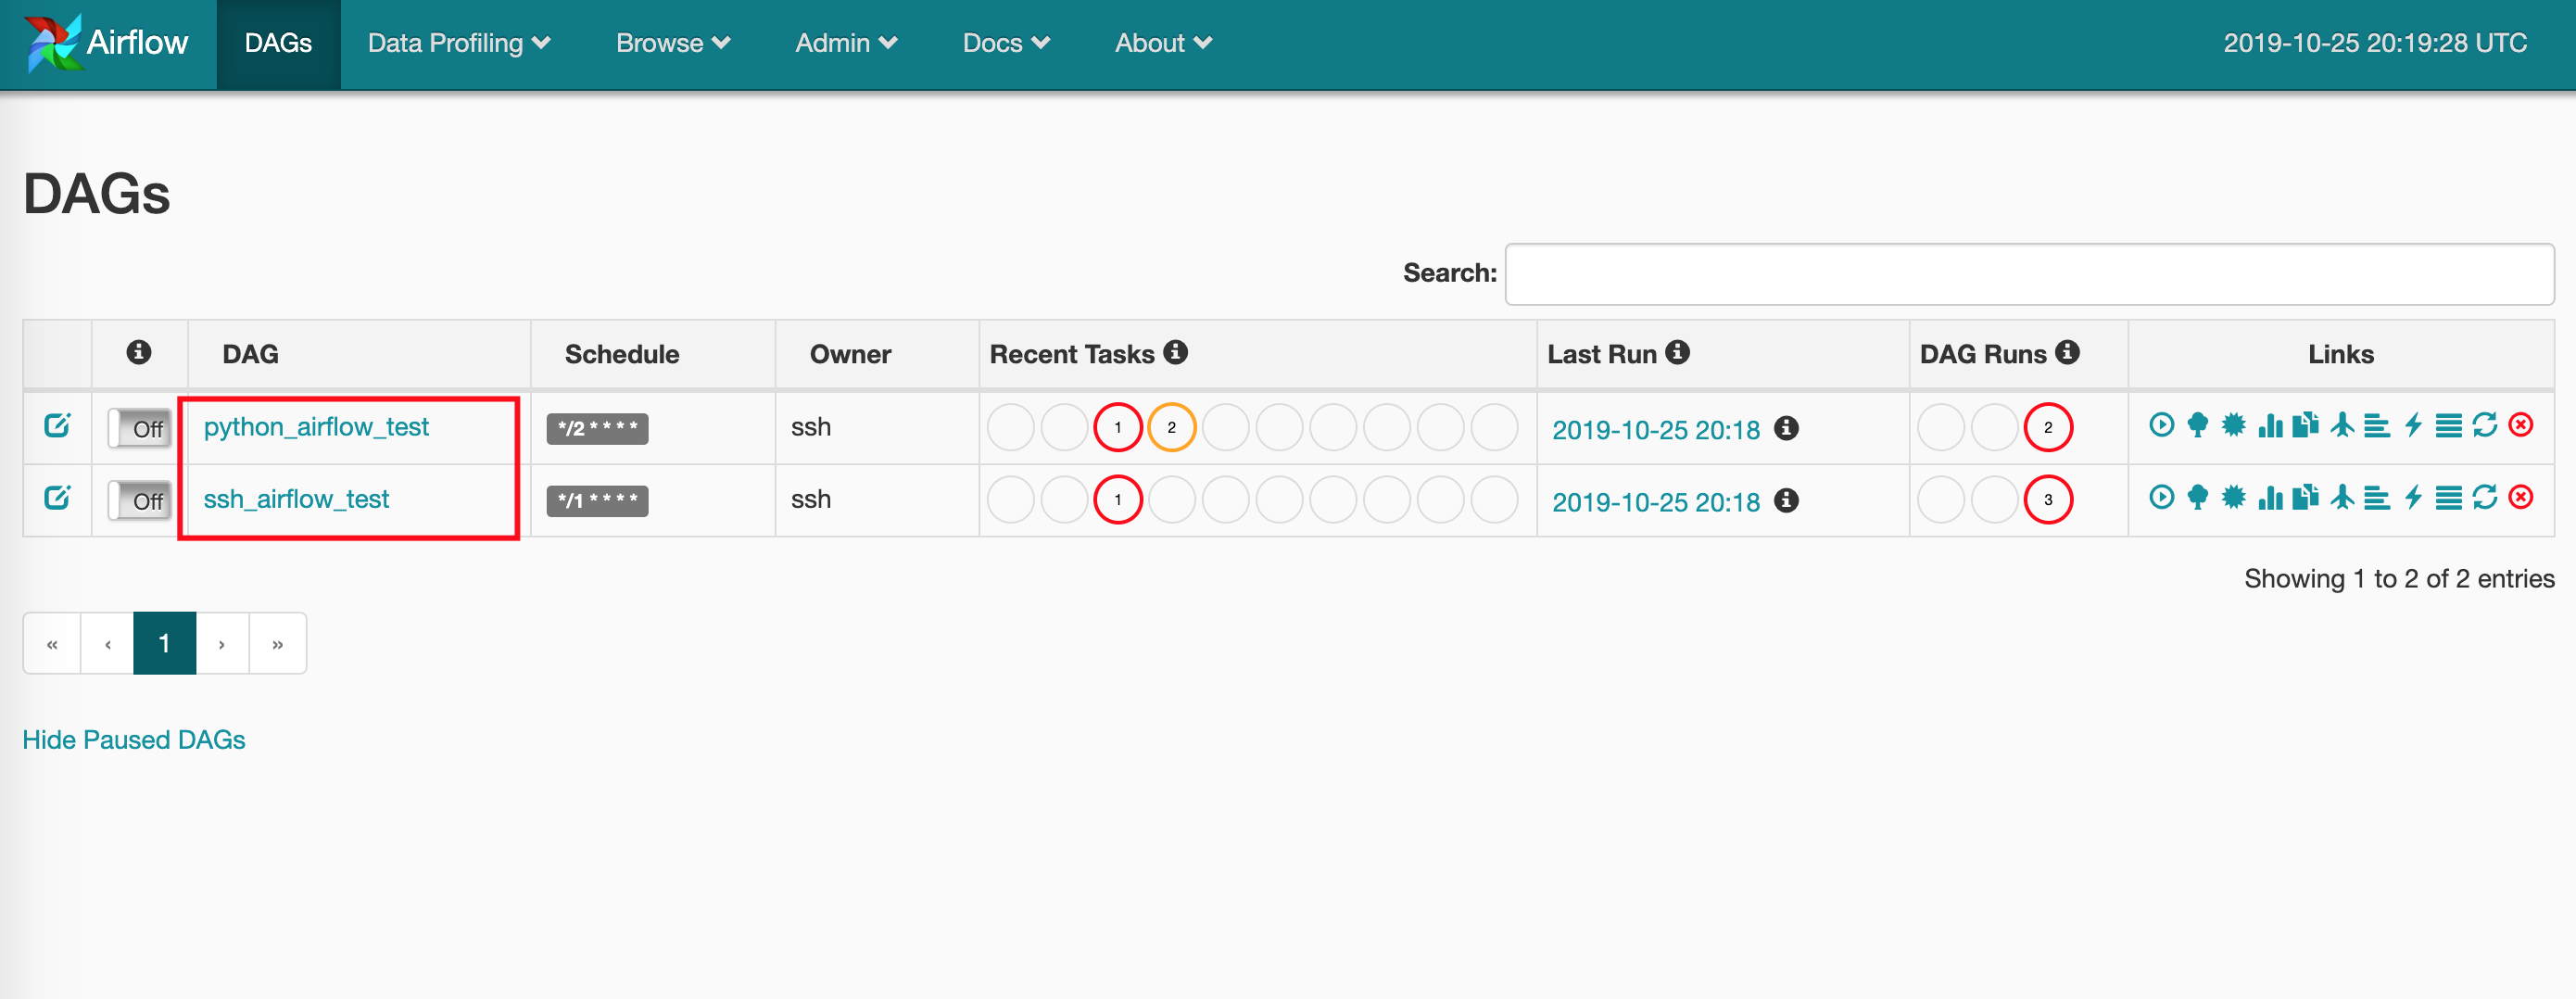 Airflow DAGs Data Profiling Browse Admin Docs About 2019-10-25 20:19:28 UTC
DAGs
Search:
DAG Schedule Owner Recent Tasks Last Run DAG Runs Links
Off python_airflow_test */2 * * * * ssh 1 2 2019-10-25 20:18 2
Off ssh_airflow_test */1 * * * * ssh 1 2019-10-25 20:18 3
Showing 1 to 2 of 2 entries
« ‹ 1 › »
Hide Paused DAGs